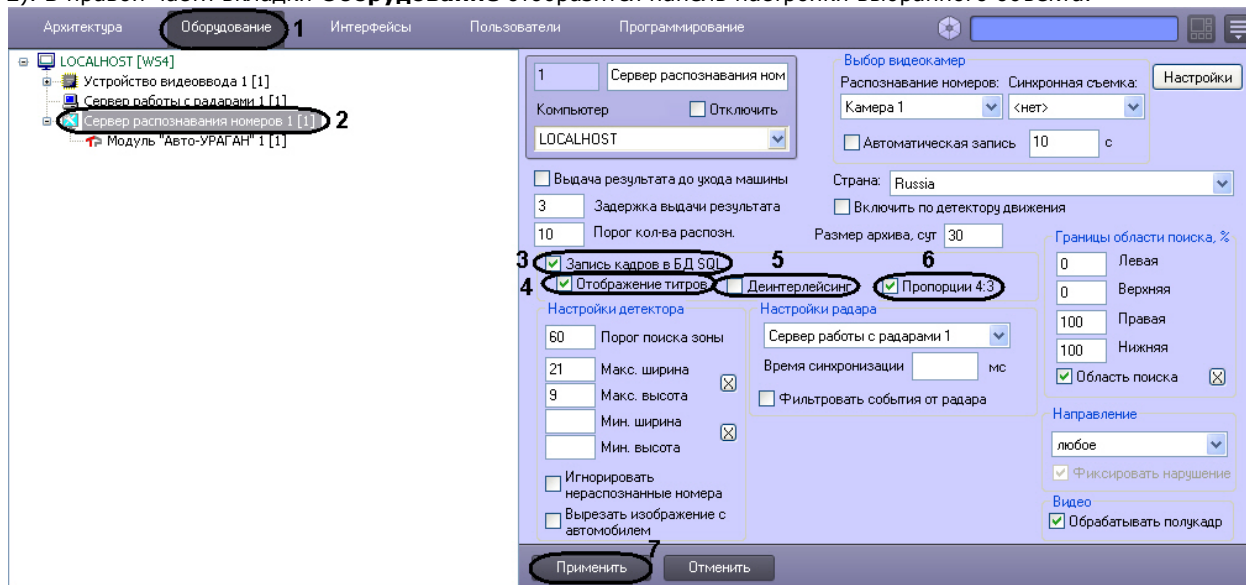 2). В правой части вкладки Оборудование отобразится панель настройки выбранного объекта.
Архитектура Оборудование 1 Интерфейсы Пользователи Программирование
LOCALHOST [WS4]
Устройство видеоввода 1 [1]
Сервер работы с радарами 1 [1]
Сервер распознавания номеров 1 [1] 2
Модуль "Авто-УРАГАН" 1 [1]
1 Сервер распознавания ном
Компьютер Отключить
LOCALHOST
Выбор видеокамер
Распознавание номеров: Синхронная съемка:
Камера 1 <нет>
Автоматическая запись 10 с
Настройки
Выдача результата до ухода машины
3 Задержка выдачи результата
10 Порог кол-ва распозн.
Страна: Russia
Включить по детектору движения
Размер архива, сут 30
3 Запись кадров в БД SQL 5 6
4 Отображение титров Деинтерлейсинг Пропорции 4:3
Настройки детектора
60 Порог поиска зоны
21 Макс. ширина
9 Макс. высота
Мин. ширина
Мин. высота
Игнорировать
нераспознанные номера
Вырезать изображение с
автомобилем
Настройки радара
Сервер работы с радарами 1
Время синхронизации мс
Фильтровать события от радара
Границы области поиска, %
0 Левая
0 Верхняя
100 Правая
100 Нижняя
Область поиска
Направление
любое
Фиксировать нарушение
Видео
Обрабатывать полукадр
7
Применить Отменить